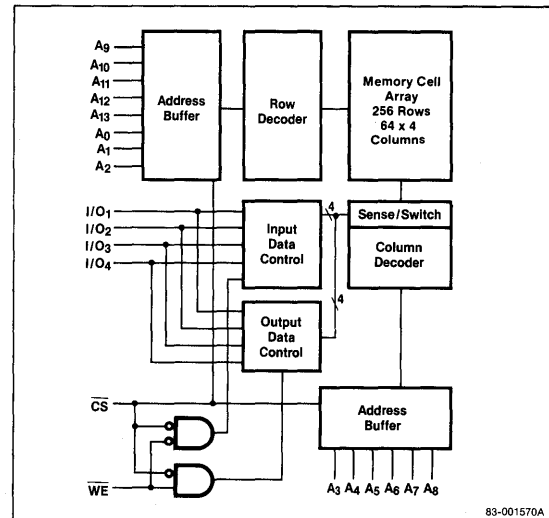 A9
A10
A11
A12
A13
A0
A1
A2
Address
Buffer
Row
Decoder
Memory Cell
Array
256 Rows
64 x 4
Columns
I/O1
I/O2
I/O3
I/O4
Input
Data
Control
4
Sense/Switch
Column
Decoder
Output
Data
Control
4
CS
WE
Address
Buffer
A3 A4 A5 A6 A7 A8
83-001570A